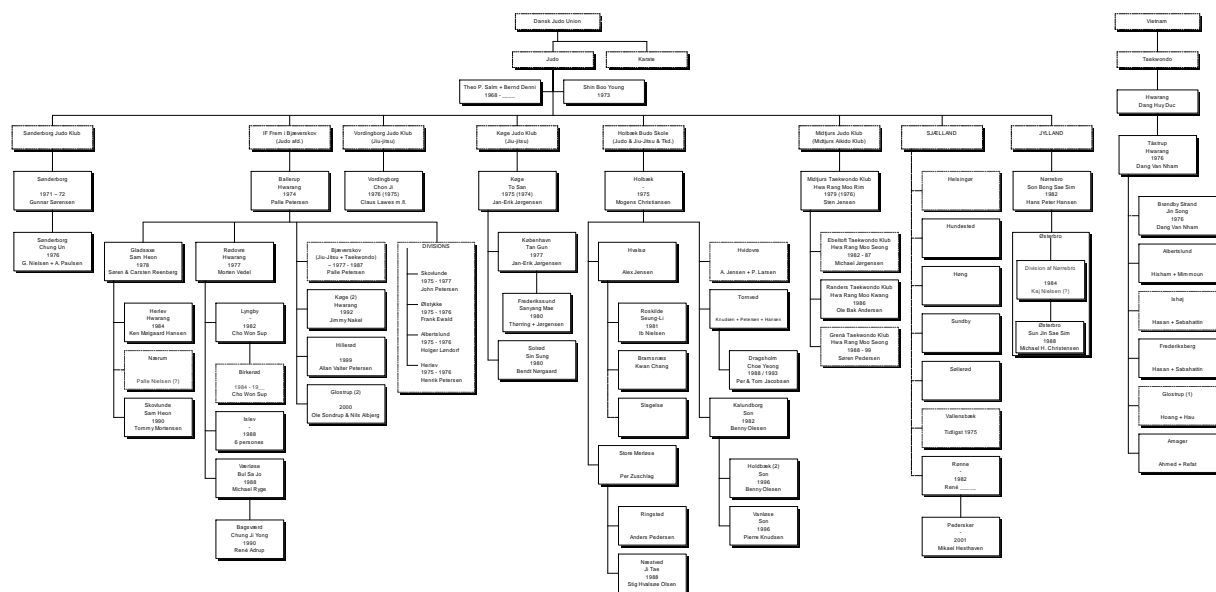 Dansk Judo Union
Judo
Karate
Theo P. Salm + Bernd Denni
1968 - ____
Shin Boo Young
1973
Vietnam
Taekwondo
Hwarang
Dang Huy Duc
Tåstrup
Hwarang
1976
Dang Van Nham
Brøndby Strand
Jin Song
1976
Dang Van Nham
Albertslund
Hisham + Mimmoun
Ishøj
Hasan + Sebahattin
Frederiksberg
Hasan + Sabahattin
Glostrup (1)
Hoang + Hau
Amager
Ahmed + Refat
Sønderborg Judo Klub
Sønderborg
1971 – 72
Gunnar Sørensen
Sønderborg
Chung Un
1976
G. Nielsen + A. Paulsen
IF Frem i Bjæverskov
(Judo afd.)
Ballerup
Hwarang
1974
Palle Petersen
Gladsaxe
Sam Heon
1978
Søren & Carsten Reenberg
Herlev
Hwarang
1984
Ken Mølgaard Hansen
Nærum
Palle Nielsen (?)
Skovlunde
Sam Heon
1990
Tommy Mortensen
Rødovre
Hwarang
1977
Morten Vedel
Lyngby
-
1982
Cho Won Sup
Birkerød
1984 - 19__
Cho Won Sup
Islev
-
1988
6 persones
Værløse
Bul Sa Jo
1988
Michael Ryge
Bagsværd
Chung Ji Yong
1990
René Adrup
Bjæverskov
(Jiu-Jitsu + Taekwondo)
– 1977 - 1987
Palle Petersen
Køge (2)
Hwarang
1992
Jimmy Nakel
Hillerød
1999
Allan Valter Petersen
Glostrup (2)
2000
Ole Sondrup & Nils Albjerg
DIVISIONS
Skovlunde
1975 - 1977
John Petersen
Ølstykke
1975 - 1976
Frank Ewald
Albertslund
1975 - 1976
Holger Løndorf
Herlev
1975 - 1976
Henrik Petersen
Vordingborg Judo Klub
(Jiu-jitsu)
Vordingborg
Chon Ji
1976 (1975)
Claus Lawes m.fl.
Køge Judo Klub
(Jiu-jitsu)
Køge
To San
1975 (1974)
Jan-Erik Jørgensen
København
Tan Gun
1977
Jan-Erik Jørgensen
Frederikssund
Sanyang Mae
1980
Thørring + Jørgensen
Solrød
Sin Sung
1980
Bendt Nørgaard
Holbæk Budo Skole
(Judo & Jiu-Jitsu & Tkd.)
Holbæk
-
1975
Mogens Christiansen
Hvalsø
Alex Jensen
Roskilde
Seung-Li
1981
Ib Nielsen
Bramsnæs
Kwan Chang
Slagelse
Store Merløse
Per Zuschlag
Ringsted
Anders Pedersen
Næstved
Ji Tae
1988
Stig Hvalsøe Olsen
Hvidovre
A. Jensen + P. Larsen
Tornved
Knudsen + Petersen + Hansen
Dragsholm
Choe Yeong
1988 / 1993
Per & Tom Jacobsen
Kalundborg
Son
1982
Benny Olesen
Holdbæk (2)
Son
1996
Benny Olesen
Vanløse
Son
1996
Pierre Knudsen
Midtjurs Judo Klub
(Midtjurs Aikido Klub)
Midtjurs Taekwondo Klub
Hwa Rang Moo Rim
1979 (1976)
Sten Jensen
Ebeltoft Taekwondo Klub
Hwa Rang Moo Seong
1982 - 87
Michael Jørgensen
Randers Taekwondo Klub
Hwa Rang Moo Kwang
1986
Ole Bak Andersen
Grenå Taekwondo Klub
Hwa Rang Moo Seong
1988 - 99
Søren Pedersen
SJÆLLAND
Helsingør
Hundested
Høng
Sundby
Søllerød
Vallensbæk
Tidligst 1975
Rønne
-
1982
René _____
Pedersker
-
2001
Mikael Hesthaven
JYLLAND
Nørrebro
Son Bong Sae Sim
1982
Hans Peter Hansen
Østerbro
Division af Nørrebro
1984
Kaj Nielsen (?)
Østerbro
Sun Jin Sae Sim
1988
Michael H. Christensen